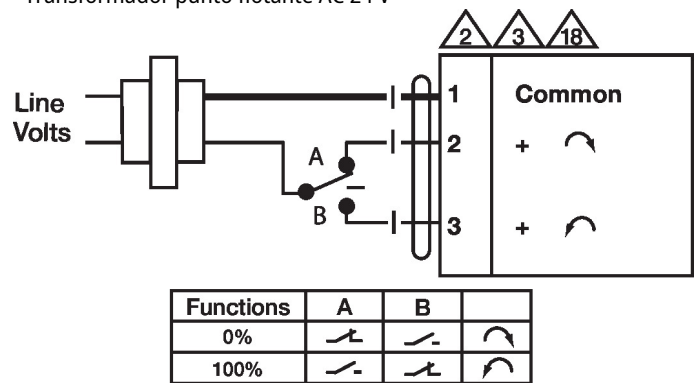 Transformador punto flotante AC 24 V
2 3 18
Line
Volts
1 Common
A
2 +
B
3 +
Functions A B
0%
100%